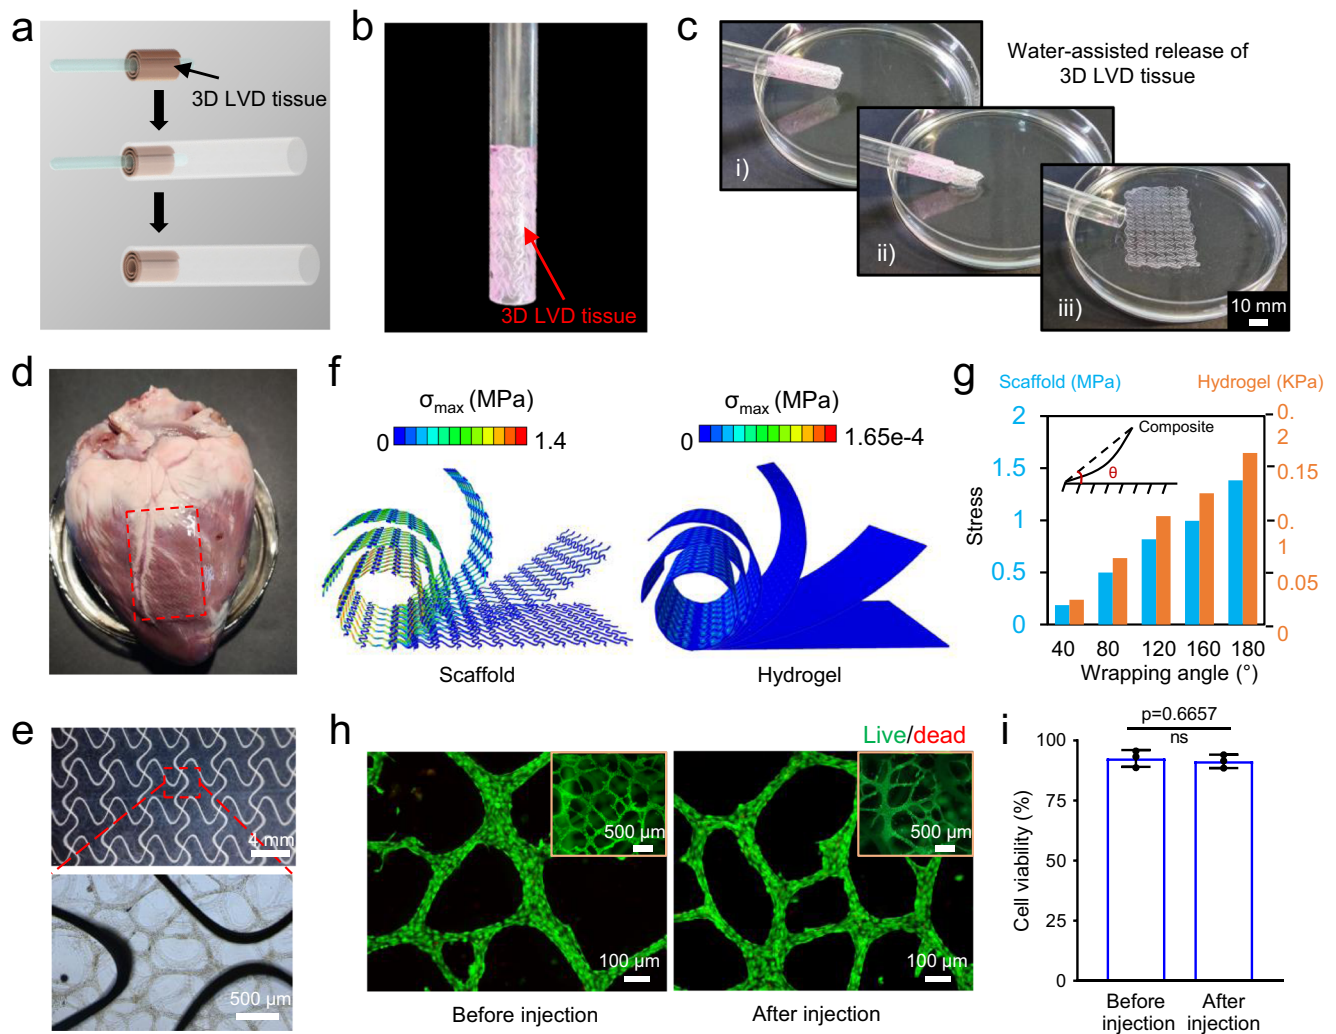 a
3D LVD tissue
b
3D LVD tissue
c
Water-assisted release of
3D LVD tissue
i)
ii)
iii)
10 mm
d
e
4 mm
500 µm
f
σmax (MPa)
0
1.4
Scaffold
σmax (MPa)
0
1.65e-4
Hydrogel
g
Scaffold (MPa)
Hydrogel (KPa)
Stress
2
1.5
1
0.5
0
0.
2
0.15
0.
1
0.05
0
Composite
θ
40 80 120 160 180
Wrapping angle (°)
h
Live/dead
500 µm
100 µm
Before injection
500 µm
100 µm
After injection
i
p=0.6657
ns
Cell viability (%)
100
75
50
25
0
Before
injection
After
injection